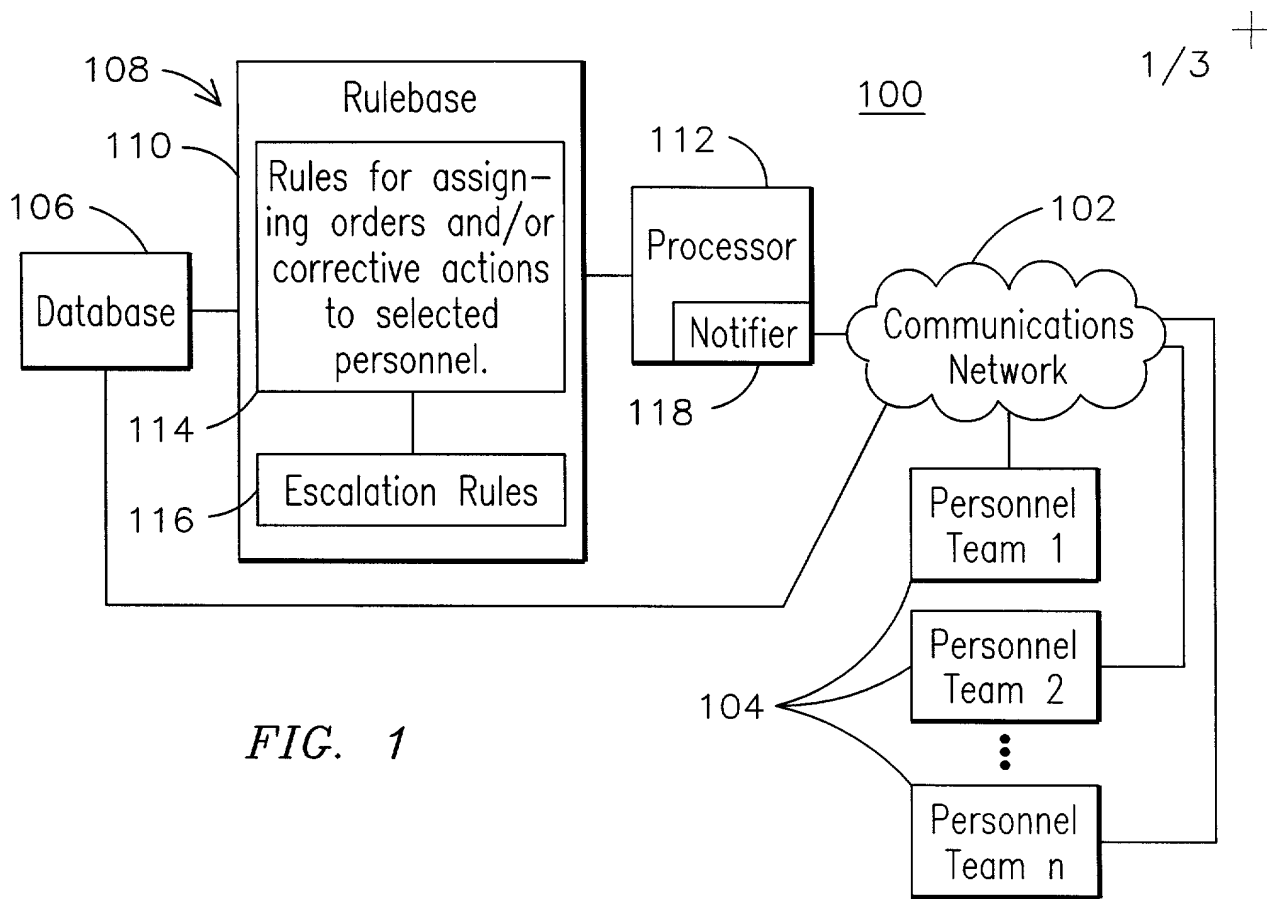 1/3
100
108
Rulebase
110
112
Rules for assign-
ing orders and/or
corrective actions
to selected
personnel.
106
102
Processor
Database
Notifier
Communications
Network
114
118
Escalation Rules
116
Personnel
Team 1
Personnel
Team 2
104
FIG. 1
Personnel
Team n